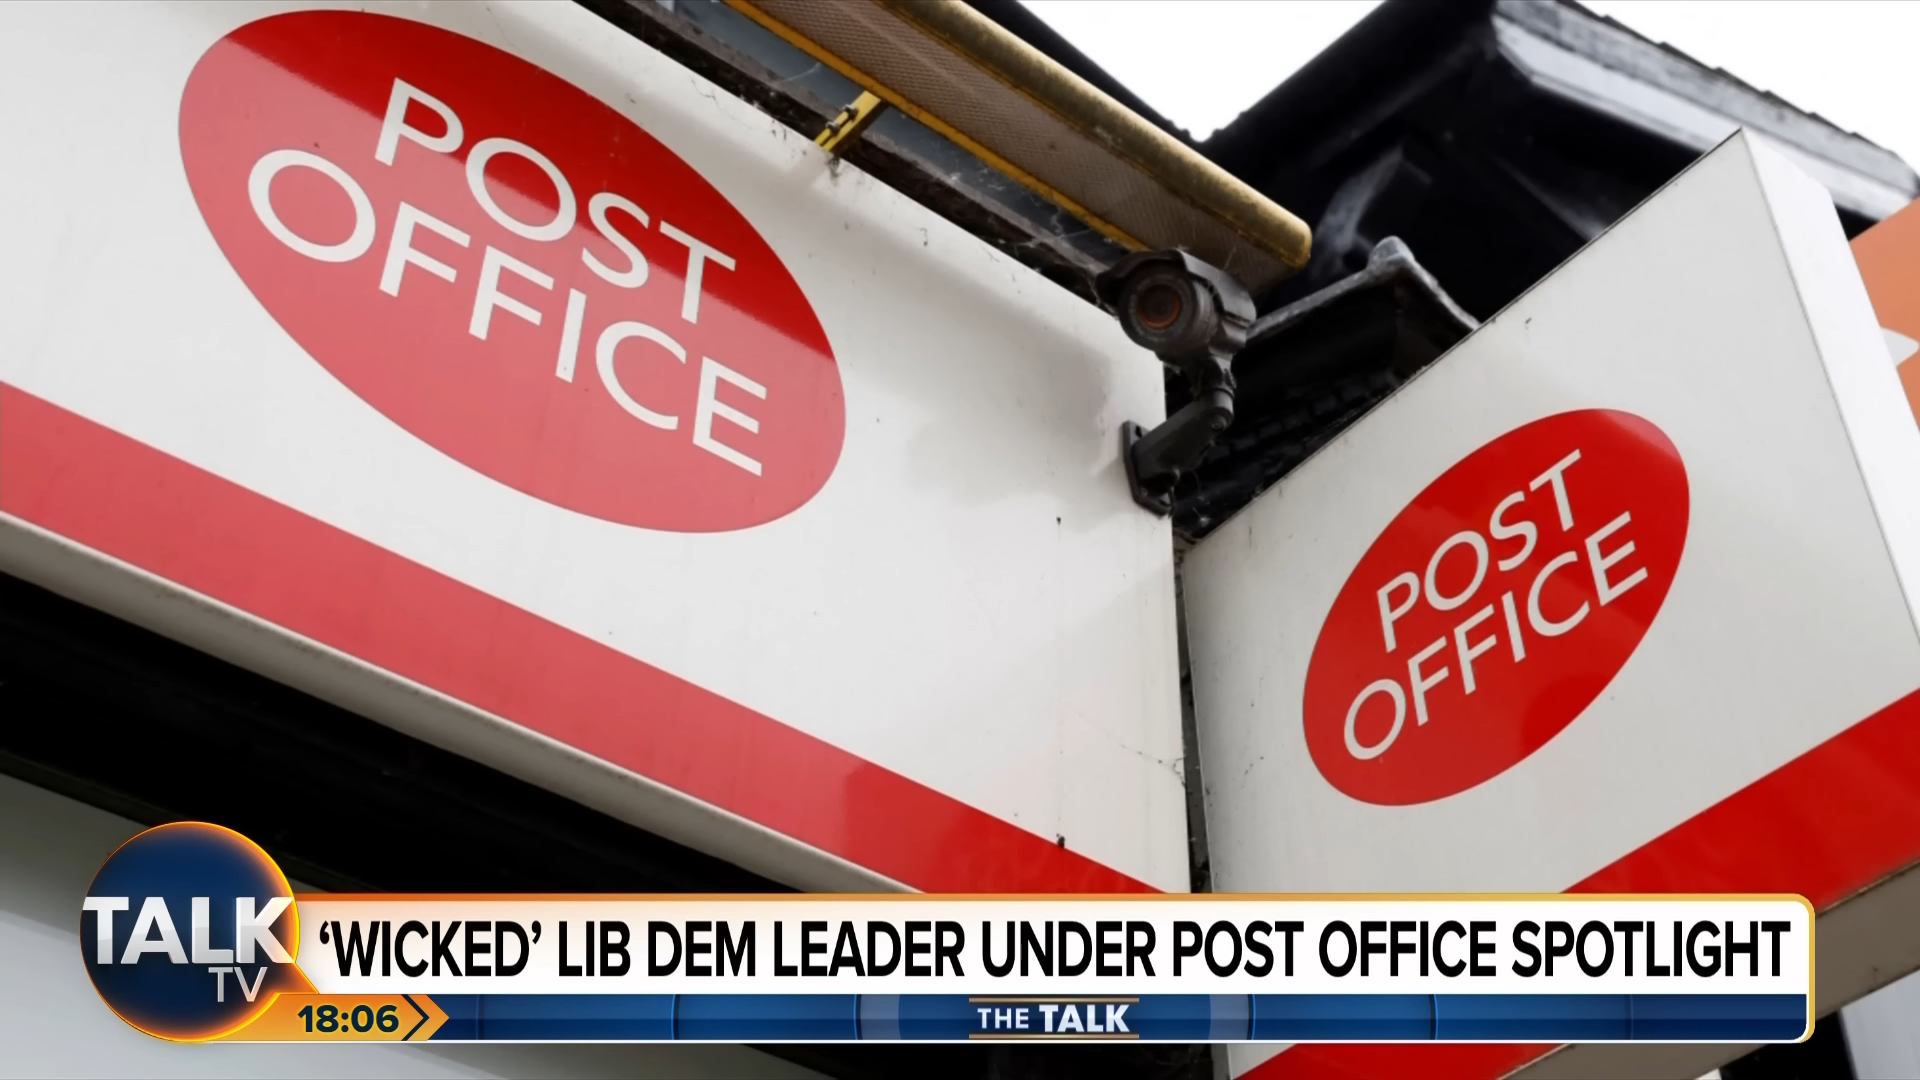 POST
OFFICE
POST
OFFICE
TALK
TV
‘WICKED’ LIB DEM LEADER UNDER POST OFFICE SPOTLIGHT
18:06
THE TALK